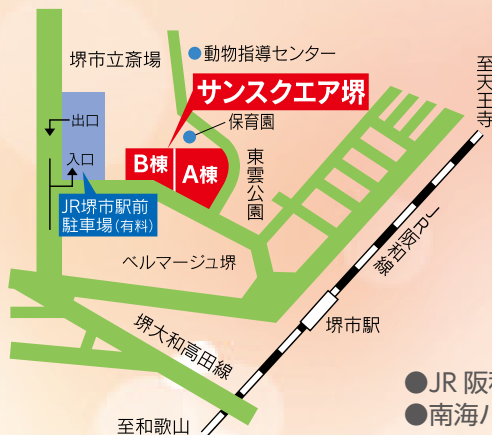 堺市立斎場
動物指導センター
至天王寺
サンスクエア堺
出口
保育園
入口
B棟
A棟
東雲公園
JR堺市駅前
駐車場(有料)
JR阪和線
ベルマージュ堺
堺市駅
堺大和高田線
至和歌山
●JR 阪
●南海